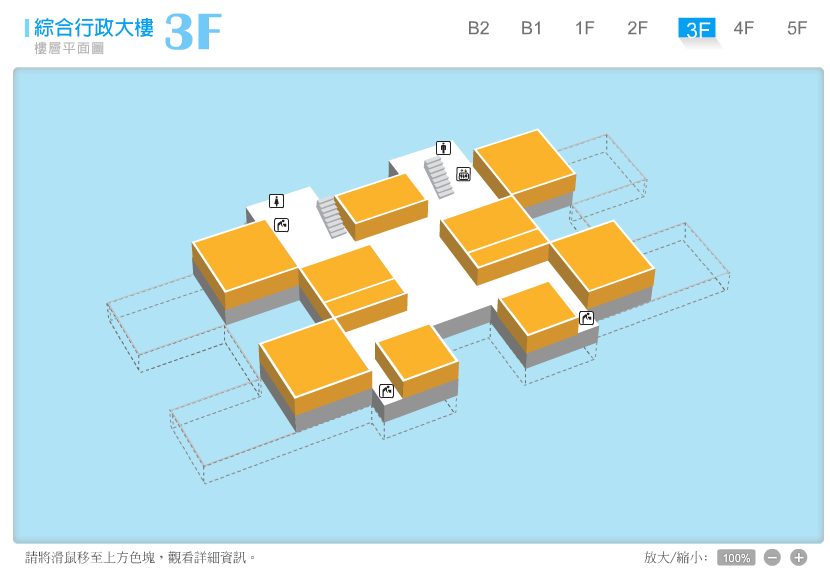 綜合行政大樓 3F
樓層平面圖
B2 B1 1F 2F 3F 4F 5F
請將滑鼠移至上方色塊，觀看詳細資訊。
放大/縮小: 100%